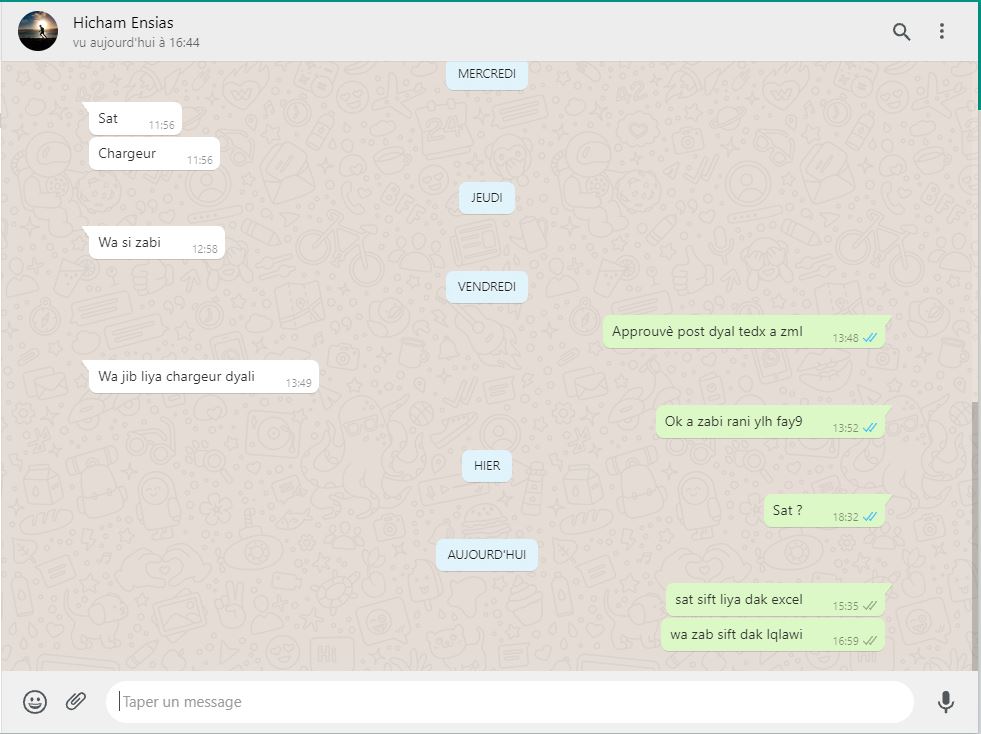 Hicham Ensias
vu aujourd'hui à 16:44
MERCREDI
Sat 11:56
Chargeur 11:56
JEUDI
Wa si zabi 12:58
VENDREDI
Approuvè post dyal tedx a zml 13:48
Wa jib liya chargeur dyali 13:49
Ok a zabi rani ylh fay9 13:52
HIER
Sat ? 18:32
AUJOURD'HUI
sat sift liya dak excel 15:35
wa zab sift dak lqlawi 16:59
Taper un message